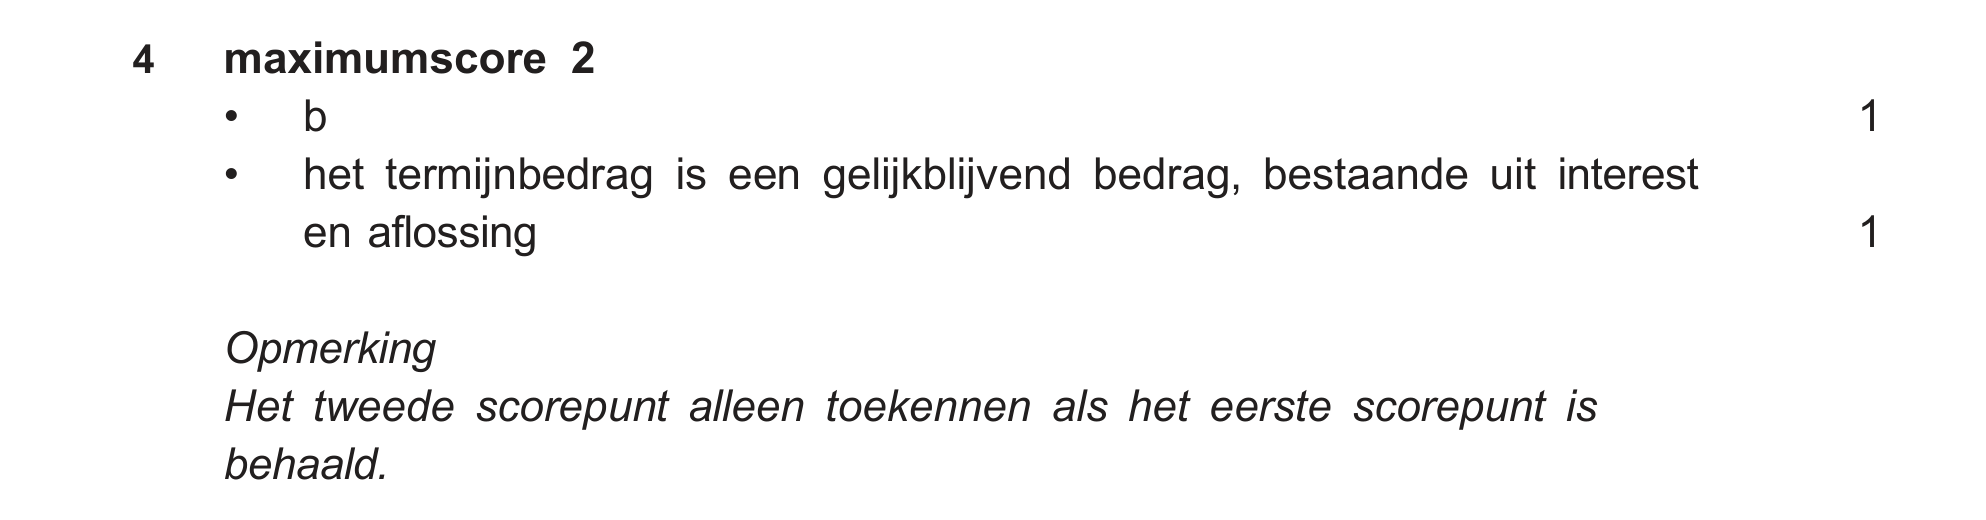 4 maximumscore 2
• b 1
• het termijnbedrag is een gelijkblijvend bedrag, bestaande uit interest
en aflossing 1
Opmerking
Het tweede scorepunt alleen toekennen als het eerste scorepunt is
behaald.